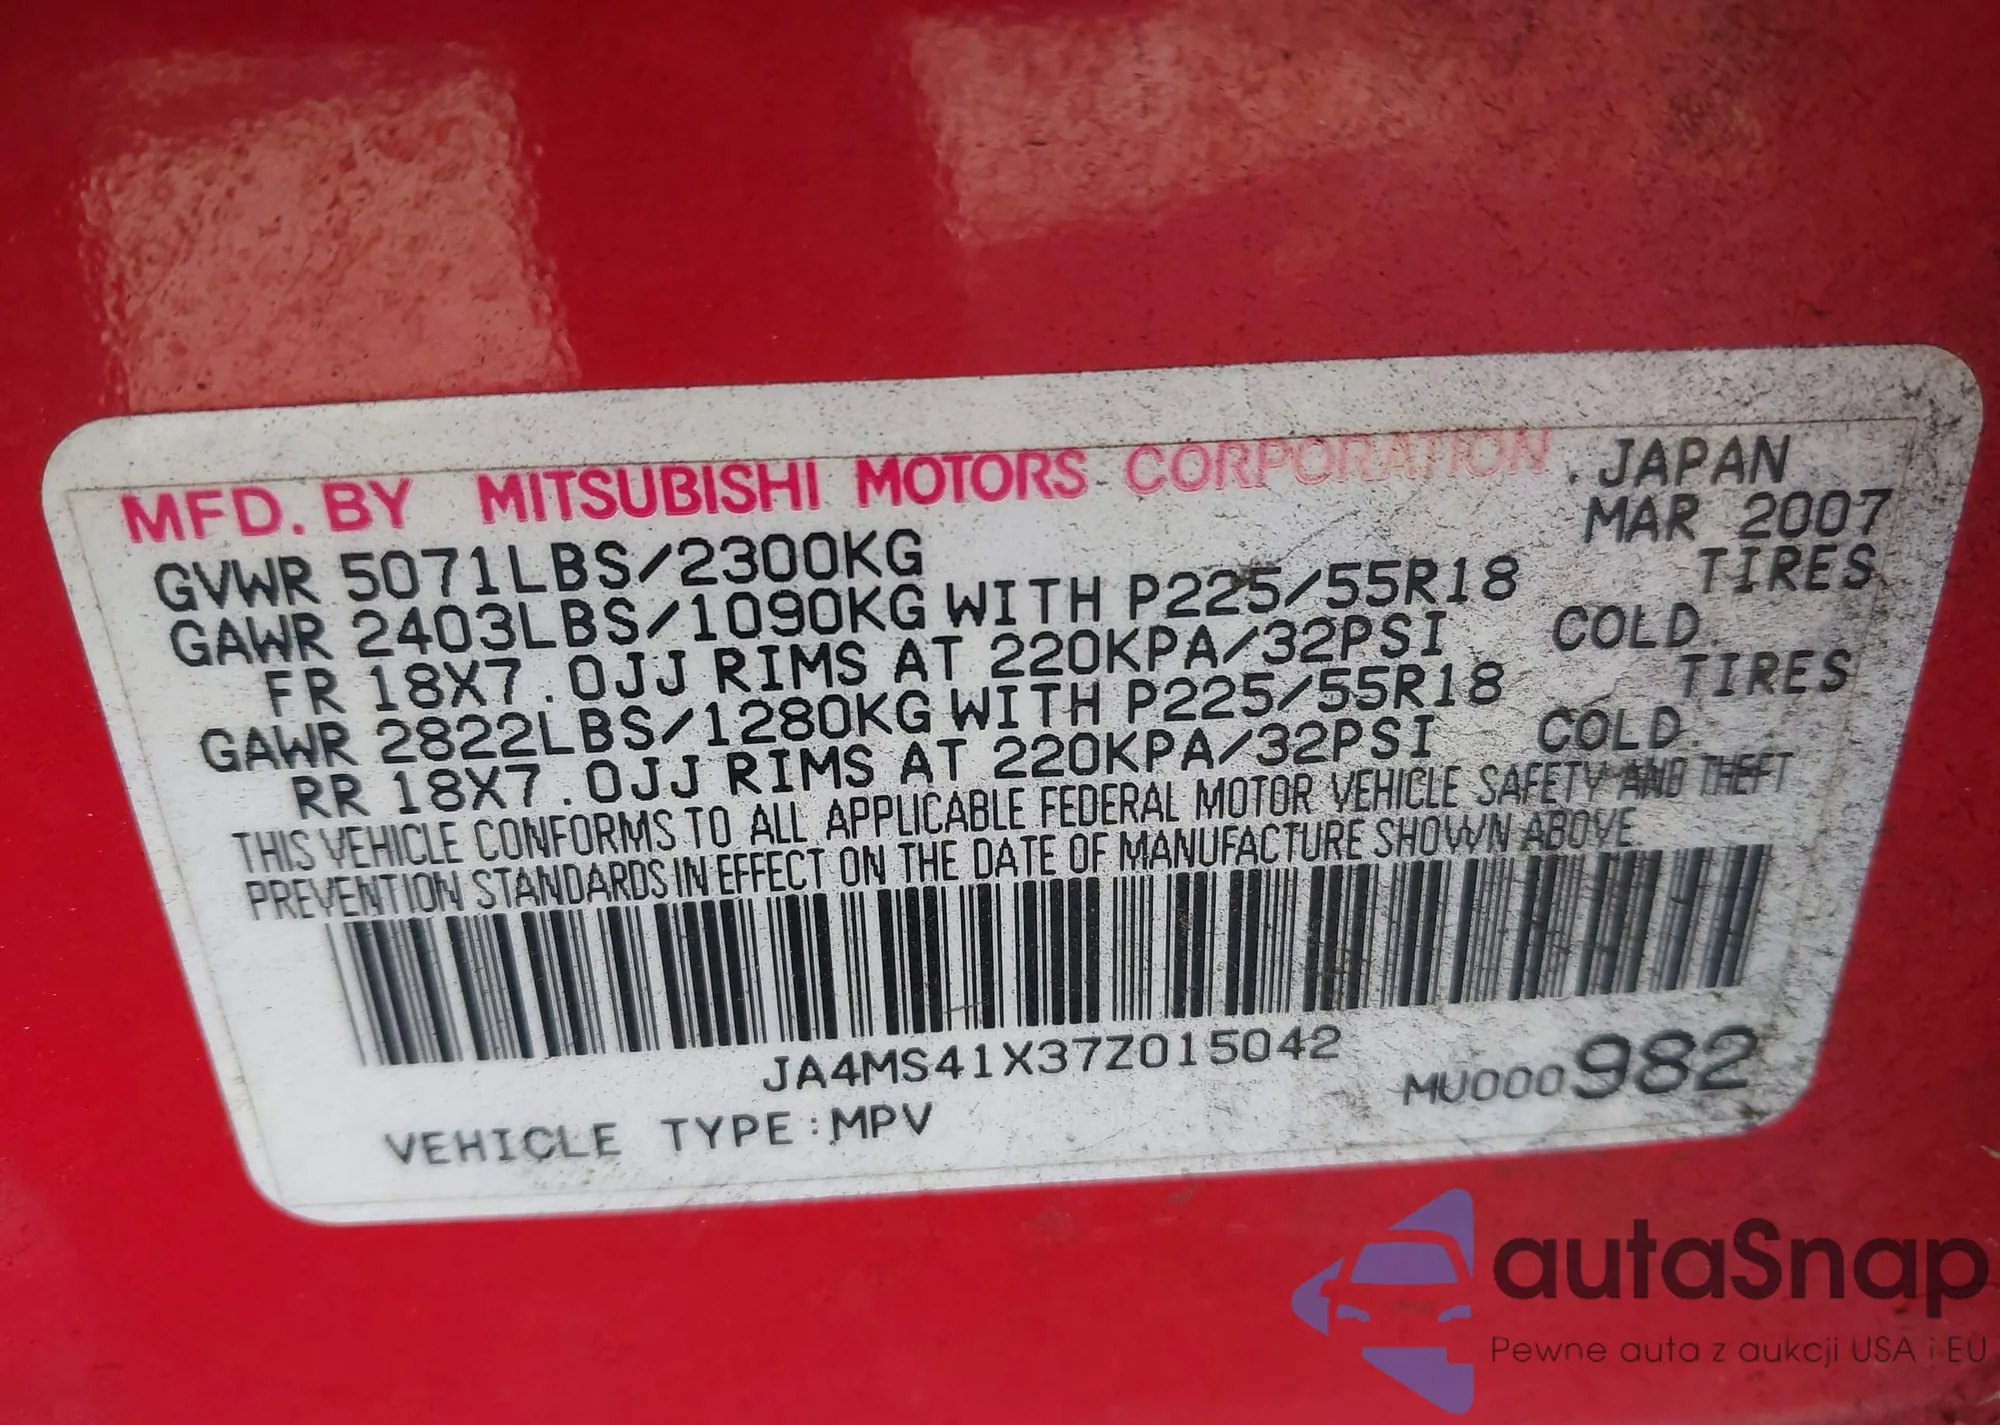 MFD. BY MITSUBISHI MOTORS CORPORATION. JAPAN
MAR 2007
GVWR 5071LBS/2300KG
GAWR 2403LBS/1090KG WITH P225/55R18 TIRES
FR 18X7.0JJ RIMS AT 220KPA/32PSI COLD.
GAWR 2822LBS/1280KG WITH P225/55R18 TIRES
RR 18X7.0JJ RIMS AT 220KPA/32PSI COLD.
THIS VEHICLE CONFORMS TO ALL APPLICABLE FEDERAL MOTOR VEHICLE SAFETY AND THEFT
PREVENTION STANDARDS IN EFFECT ON THE DATE OF MANUFACTURE SHOWN ABOVE.
JA4MS41X37Z015042
MU000982
VEHICLE TYPE:MPV
autaSnap
Pewne auta z aukcji USA i EU